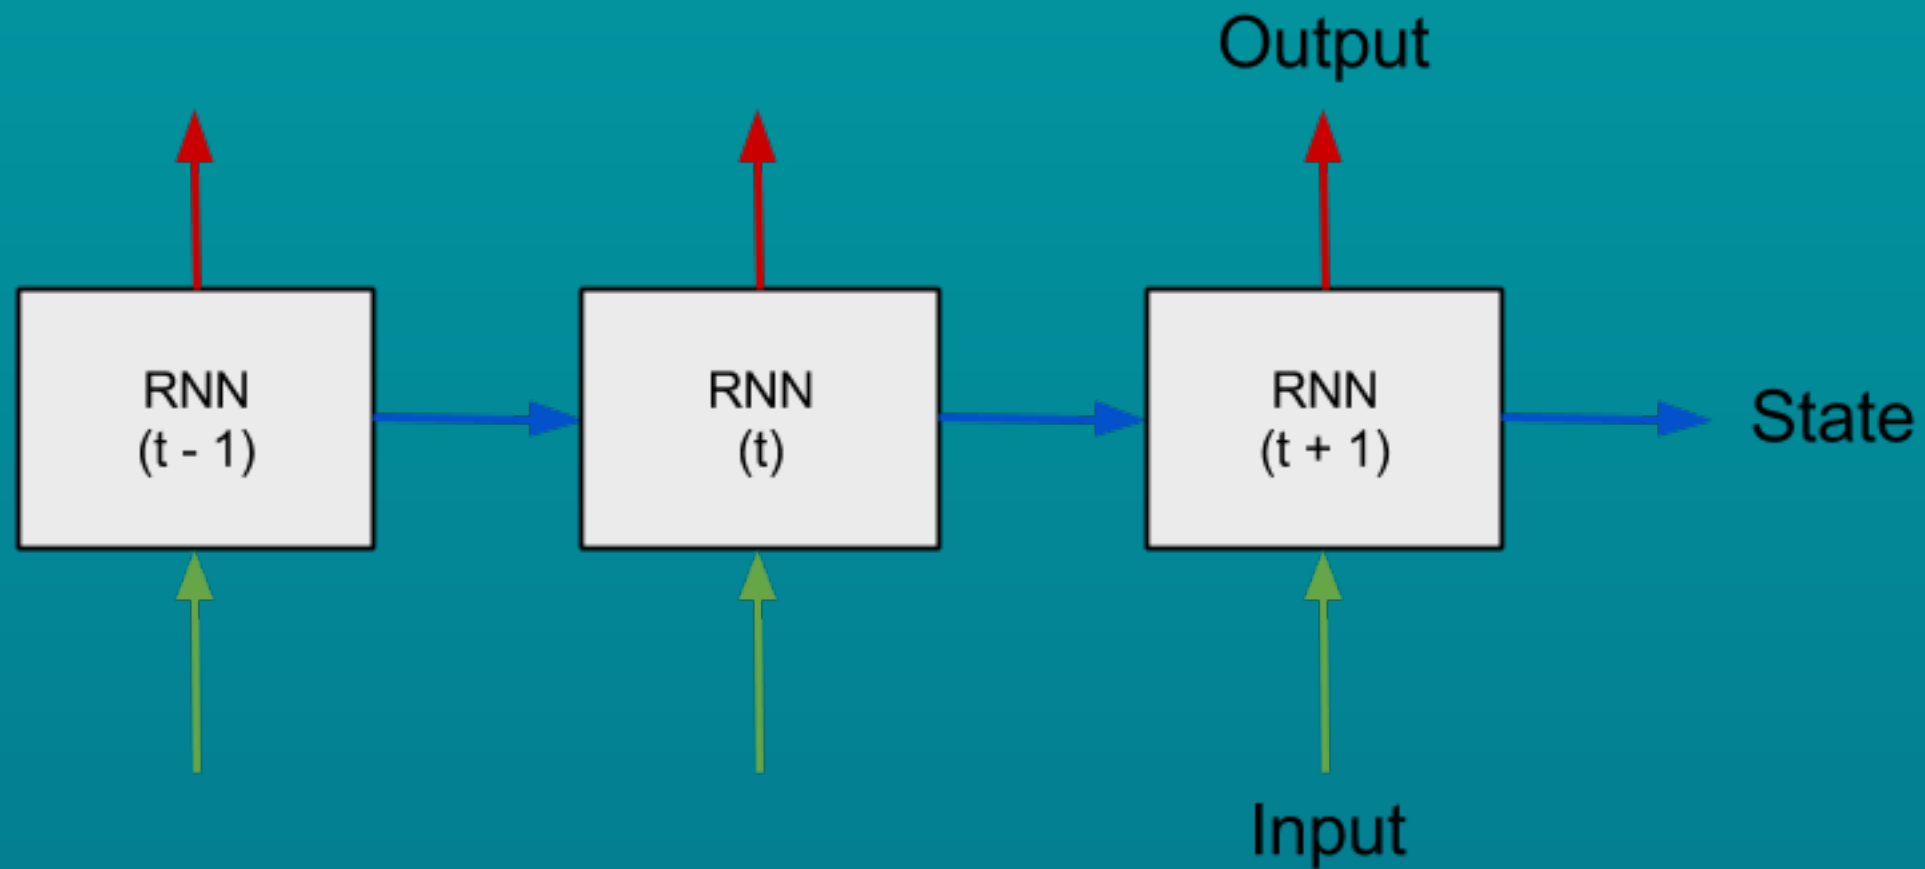 Output
RNN
(t - 1)
RNN
(t)
RNN
(t + 1)
State
Input